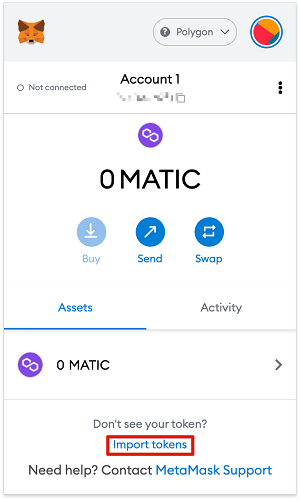 Polygon
Not connected
Account 1
0 MATIC
Buy
Send
Swap
Assets
Activity
0 MATIC
Don't see your token?
Import tokens
Need help? Contact MetaMask Support